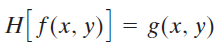 H[f(x, y)] = g(x, y)